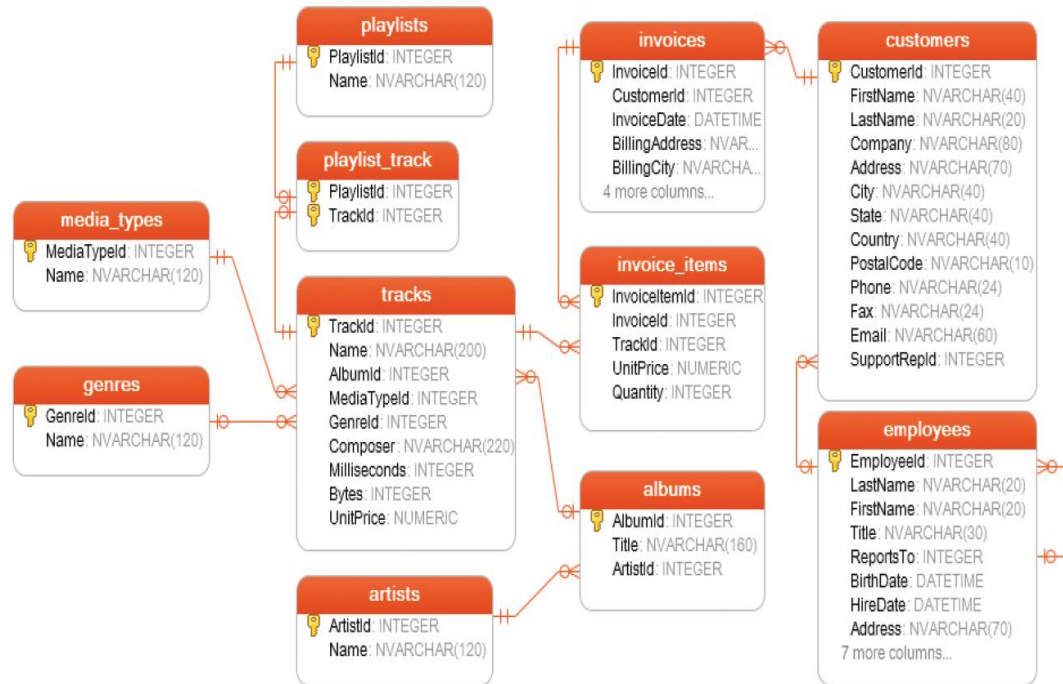 playlists
PlaylistId: INTEGER
Name: NVARCHAR(120)
playlist_track
PlaylistId: INTEGER
TrackId: INTEGER
media_types
MediaTypeId: INTEGER
Name: NVARCHAR(120)
genres
GenreId: INTEGER
Name: NVARCHAR(120)
tracks
TrackId: INTEGER
Name: NVARCHAR(200)
AlbumId: INTEGER
MediaTypeId: INTEGER
GenreId: INTEGER
Composer: NVARCHAR(220)
Milliseconds: INTEGER
Bytes: INTEGER
UnitPrice: NUMERIC
artists
ArtistId: INTEGER
Name: NVARCHAR(120)
invoices
InvoiceId: INTEGER
CustomerId: INTEGER
InvoiceDate: DATETIME
BillingAddress: NVAR...
BillingCity: NVARCHA...
4 more columns...
invoice_items
InvoiceItemId: INTEGER
InvoiceId: INTEGER
TrackId: INTEGER
UnitPrice: NUMERIC
Quantity: INTEGER
albums
AlbumId: INTEGER
Title: NVARCHAR(160)
ArtistId: INTEGER
customers
CustomerId: INTEGER
FirstName: NVARCHAR(40)
LastName: NVARCHAR(20)
Company: NVARCHAR(80)
Address: NVARCHAR(70)
City: NVARCHAR(40)
State: NVARCHAR(40)
Country: NVARCHAR(40)
PostalCode: NVARCHAR(10)
Phone: NVARCHAR(24)
Fax: NVARCHAR(24)
Email: NVARCHAR(60)
SupportRepId: INTEGER
employees
EmployeeId: INTEGER
LastName: NVARCHAR(20)
FirstName: NVARCHAR(20)
Title: NVARCHAR(30)
ReportsTo: INTEGER
BirthDate: DATETIME
HireDate: DATETIME
Address: NVARCHAR(70)
7 more columns...